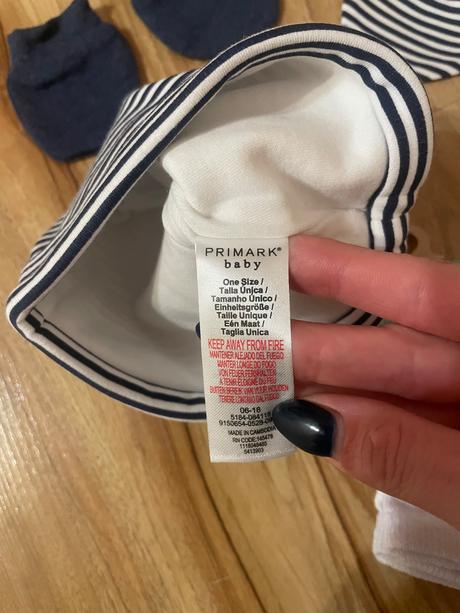 PRIMARK®
baby
One Size /
Talla Única /
Tamanho Único /
Einheitsgröße /
Taille Unique /
Eén Maat /
Taglia Unica
KEEP AWAY FROM FIRE
MANTENER ALEJADO DEL FUEGO
MANTER LONGE DO FOGO
VON FEUER FERNHALTEN
A TENIR ÉLOIGNÉ DU FEU
BUITEN BEREIK VAN VUUR HOUDEN
TENERE LONTANO DAL FUOCO
06-18
MADE IN CAMBODIA